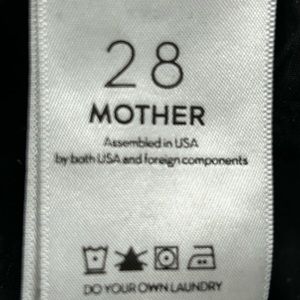 28
MOTHER
Assembled in USA
by both USA and foreign components
DO YOUR OWN LAUNDRY